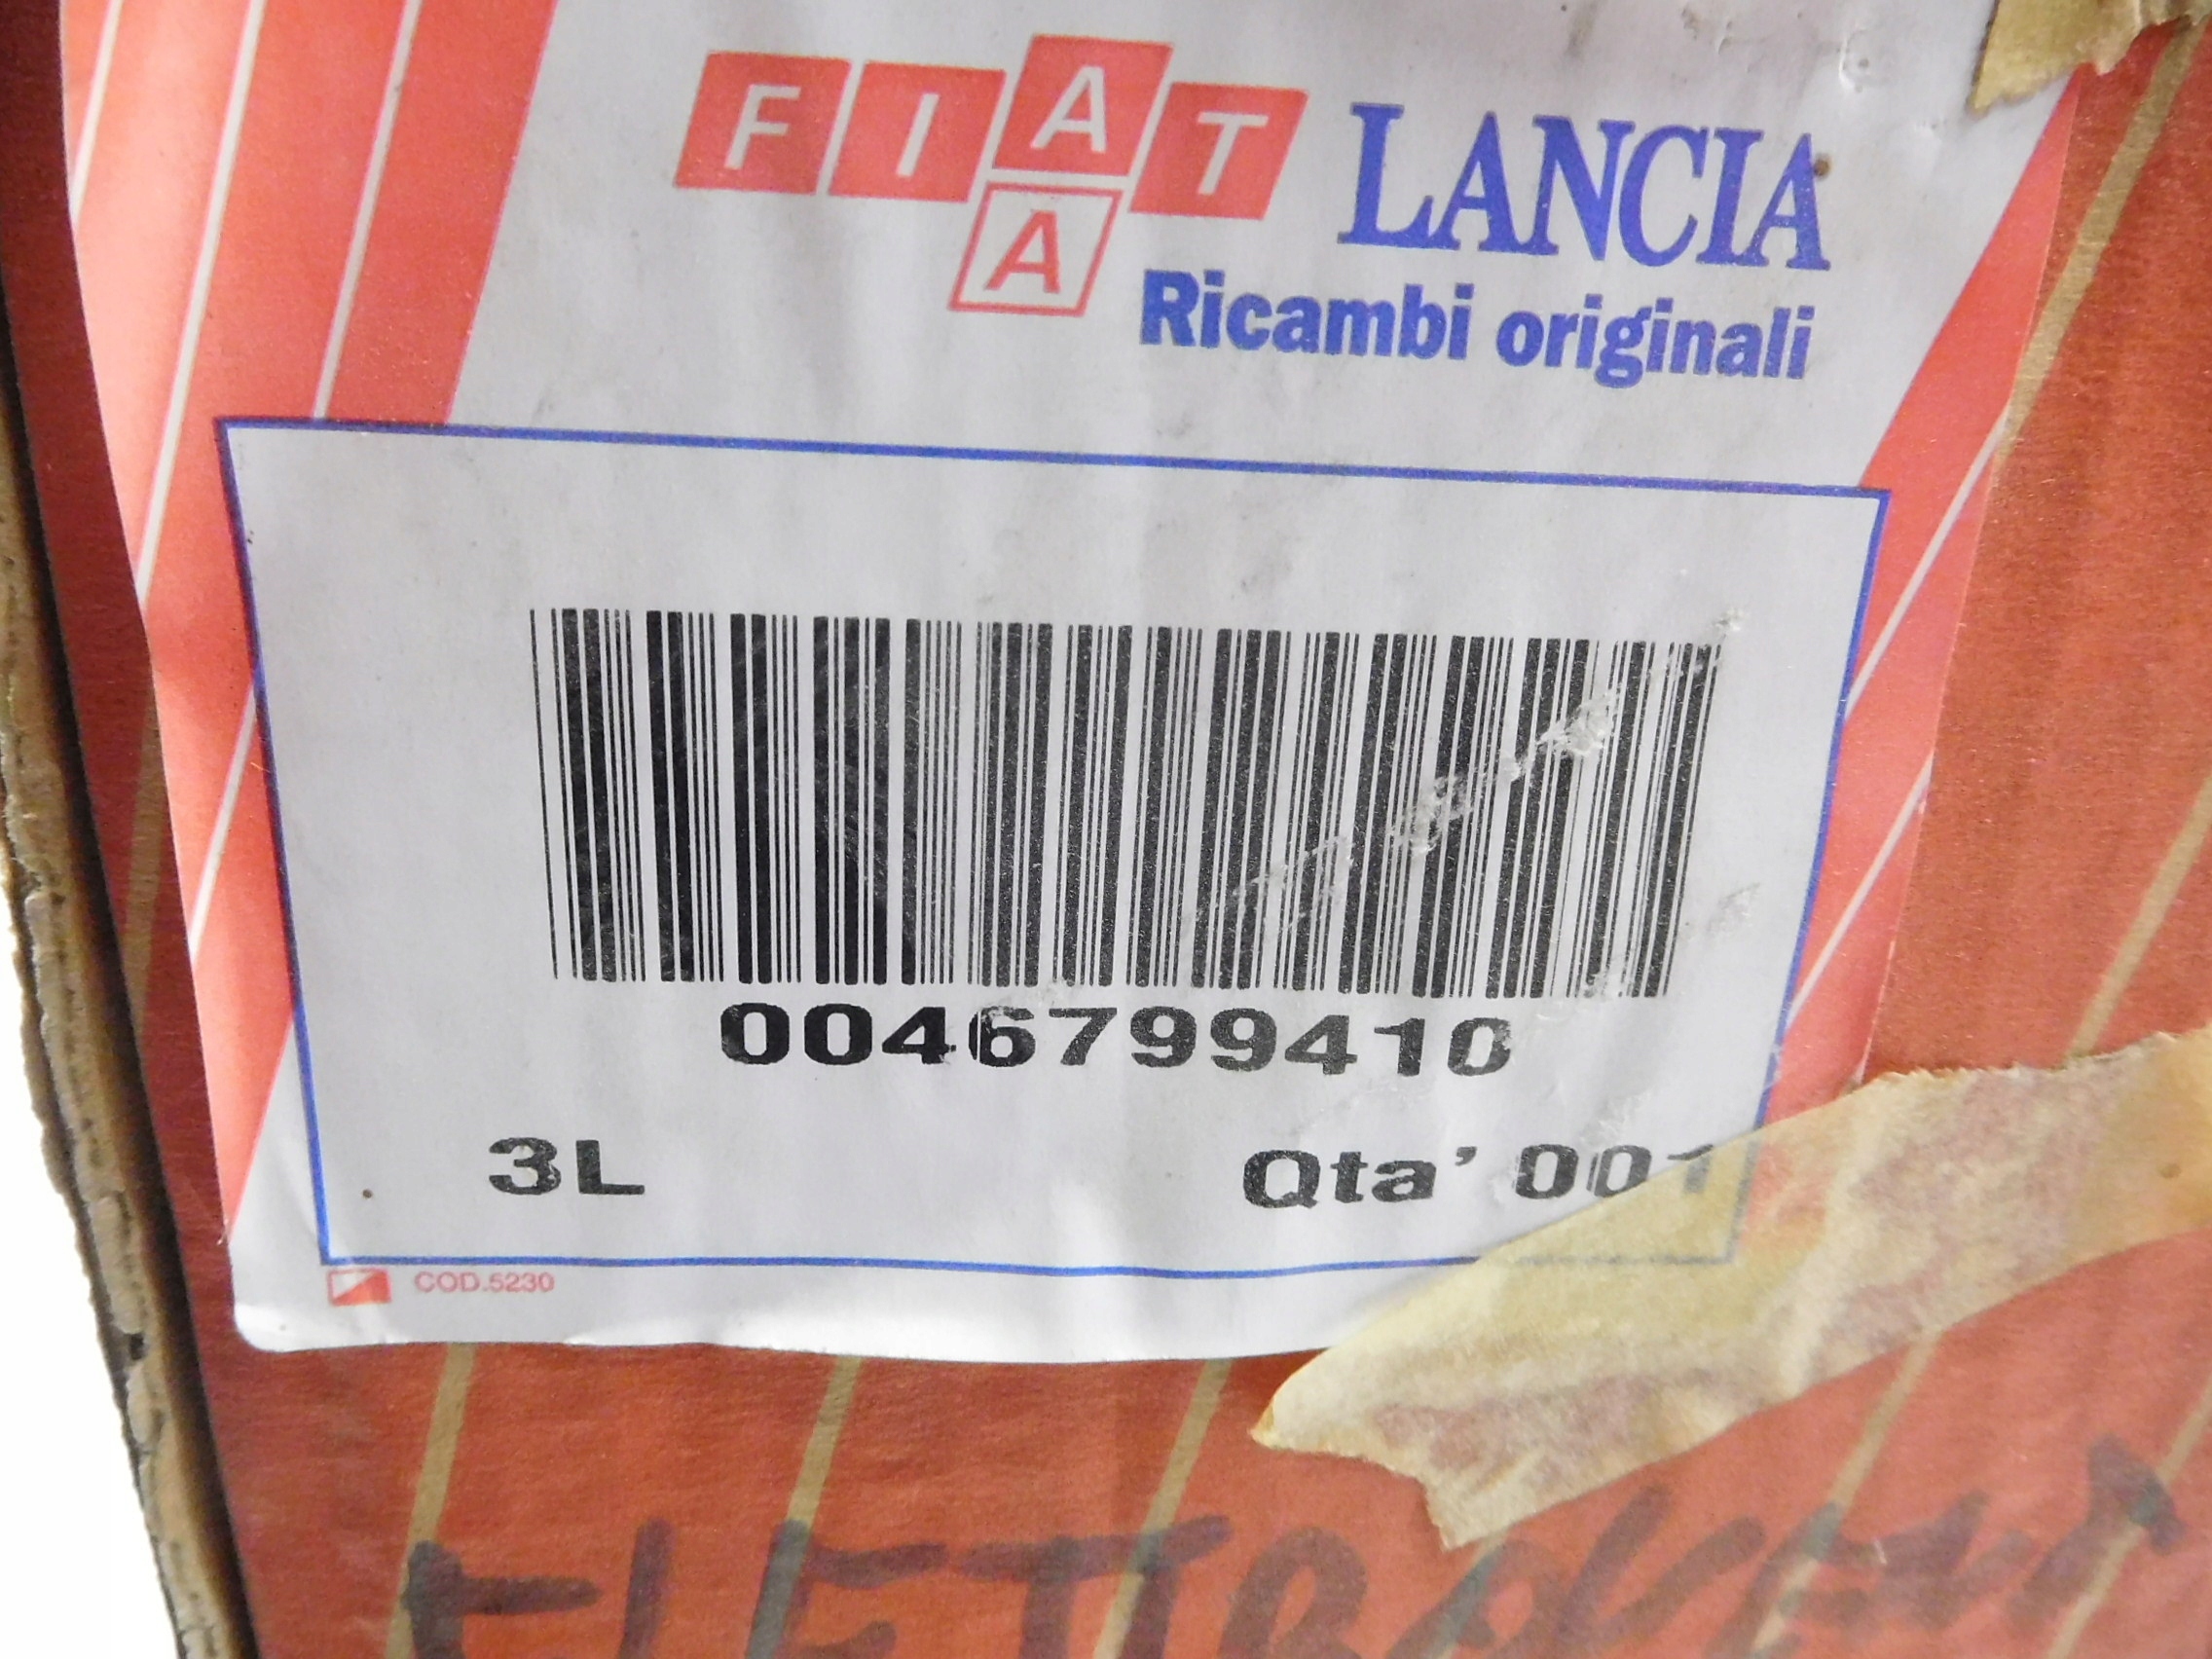 FIAT LANCIA
A
Ricambi originali
0046799410
3L Qta' 001
COD.5230